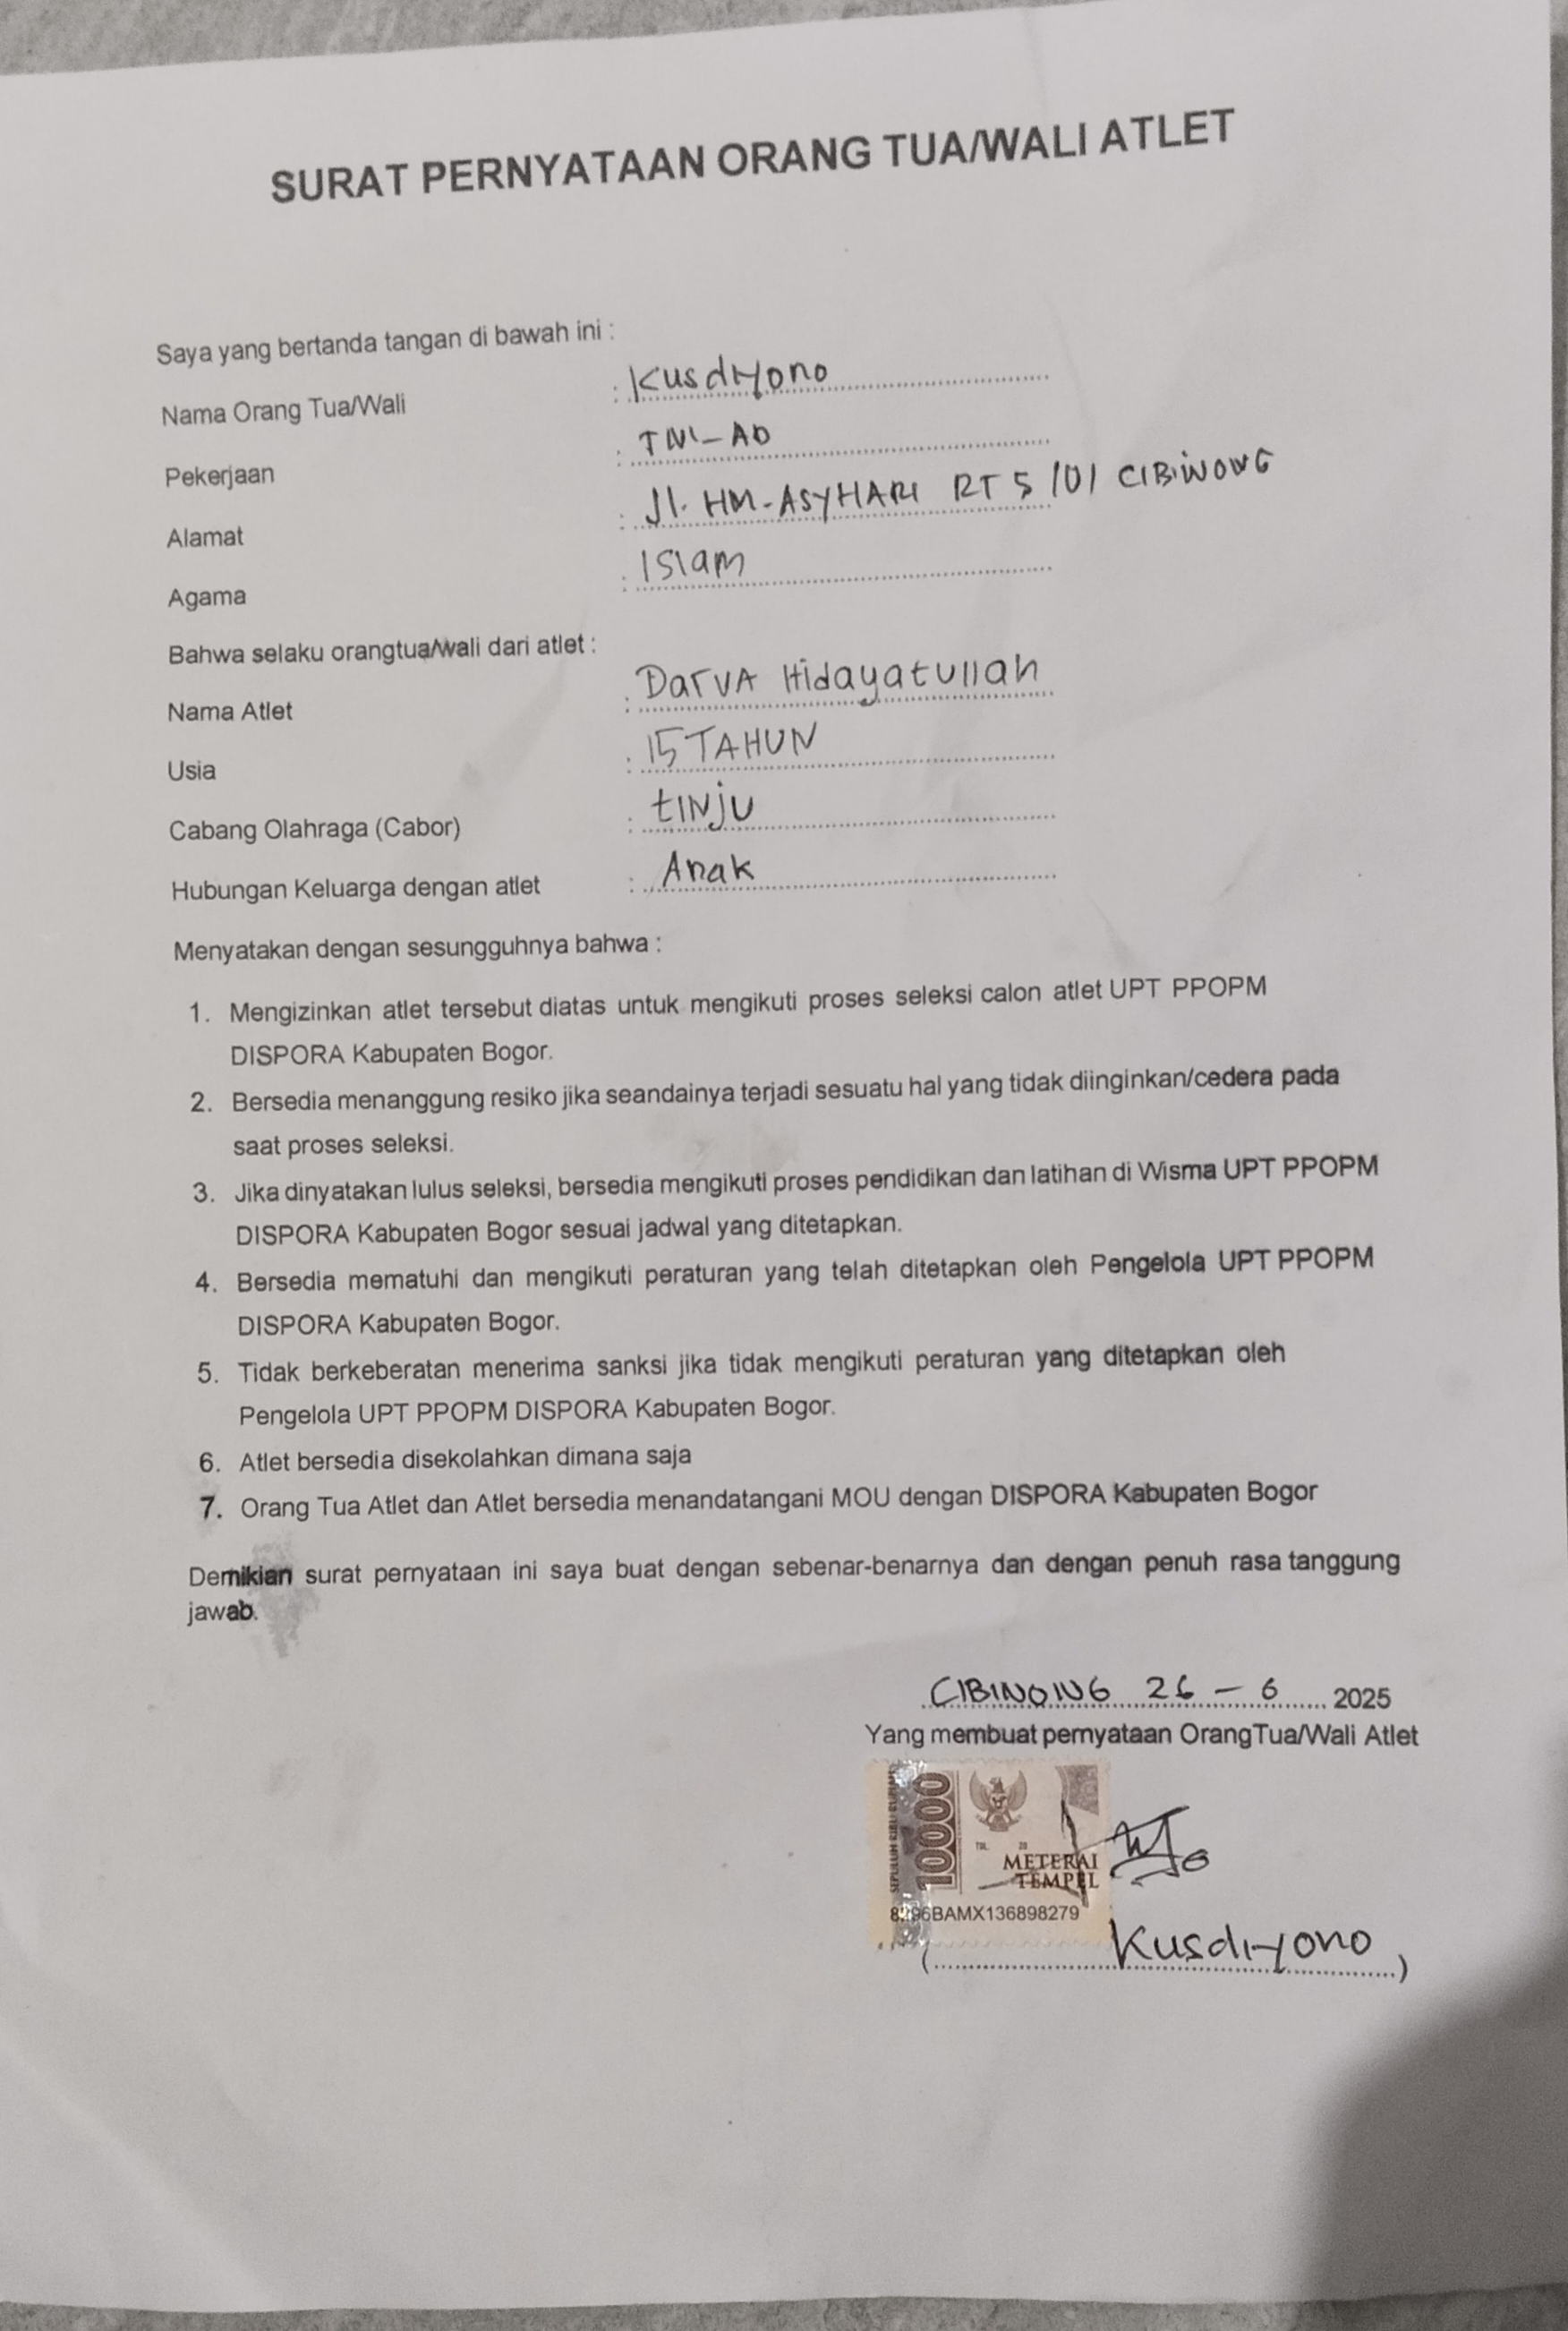 SURAT PERNYATAAN ORANG TUA/WALI ATLET
Saya yang bertanda tangan di bawah ini :
Nama Orang Tua/Wali : Kusdiyono
Pekerjaan : TNI-AD
Alamat : Jl. HM-ASYHARI RT 5 /01 CIBINONG
Agama : Islam
Bahwa selaku orangtua/wali dari atlet :
Nama Atlet : DarVA Hidayatullah
Usia : 15 TAHUN
Cabang Olahraga (Cabor) : tINjU
Hubungan Keluarga dengan atlet : Anak
Menyatakan dengan sesungguhnya bahwa :
1. Mengizinkan atlet tersebut diatas untuk mengikuti proses seleksi calon atlet UPT PPOPM
DISPORA Kabupaten Bogor.
2. Bersedia menanggung resiko jika seandainya terjadi sesuatu hal yang tidak diinginkan/cedera pada
saat proses seleksi.
3. Jika dinyatakan lulus seleksi, bersedia mengikuti proses pendidikan dan latihan di Wisma UPT PPOPM
DISPORA Kabupaten Bogor sesuai jadwal yang ditetapkan.
4. Bersedia mematuhi dan mengikuti peraturan yang telah ditetapkan oleh Pengelola UPT PPOPM
DISPORA Kabupaten Bogor.
5. Tidak berkeberatan menerima sanksi jika tidak mengikuti peraturan yang ditetapkan oleh
Pengelola UPT PPOPM DISPORA Kabupaten Bogor.
6. Atlet bersedia disekolahkan dimana saja
7. Orang Tua Atlet dan Atlet bersedia menandatangani MOU dengan DISPORA Kabupaten Bogor
Demikian surat pernyataan ini saya buat dengan sebenar-benarnya dan dengan penuh rasa tanggung
jawab.
CIBINONG 26 - 6 2025
Yang membuat pernyataan OrangTua/Wali Atlet
SEPULUH RIBU RUPIAH
10000
TGL. 20
METERAI
TEMPEL
8296BAMX136898279
( Kusdiyono )